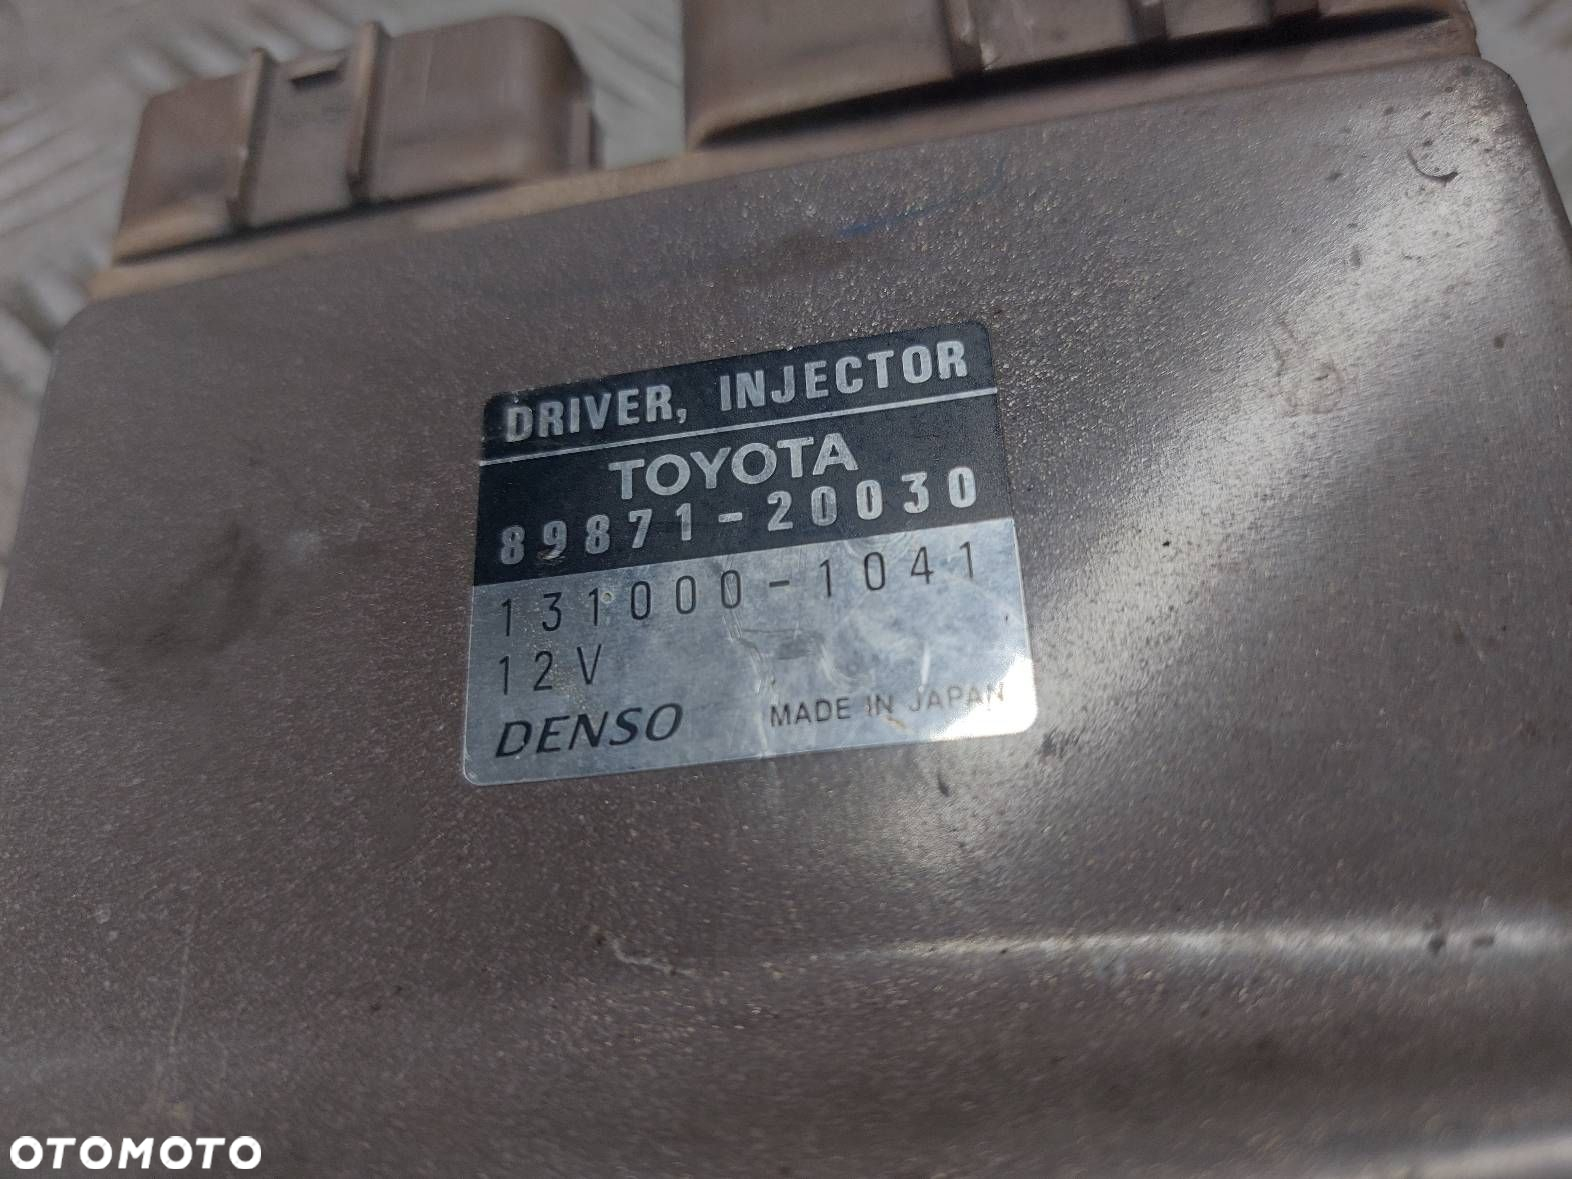 DRIVER, INJECTOR
TOYOTA
89871-20030
131000-1041
12V
DENSO MADE IN JAPAN
OTOMOTO